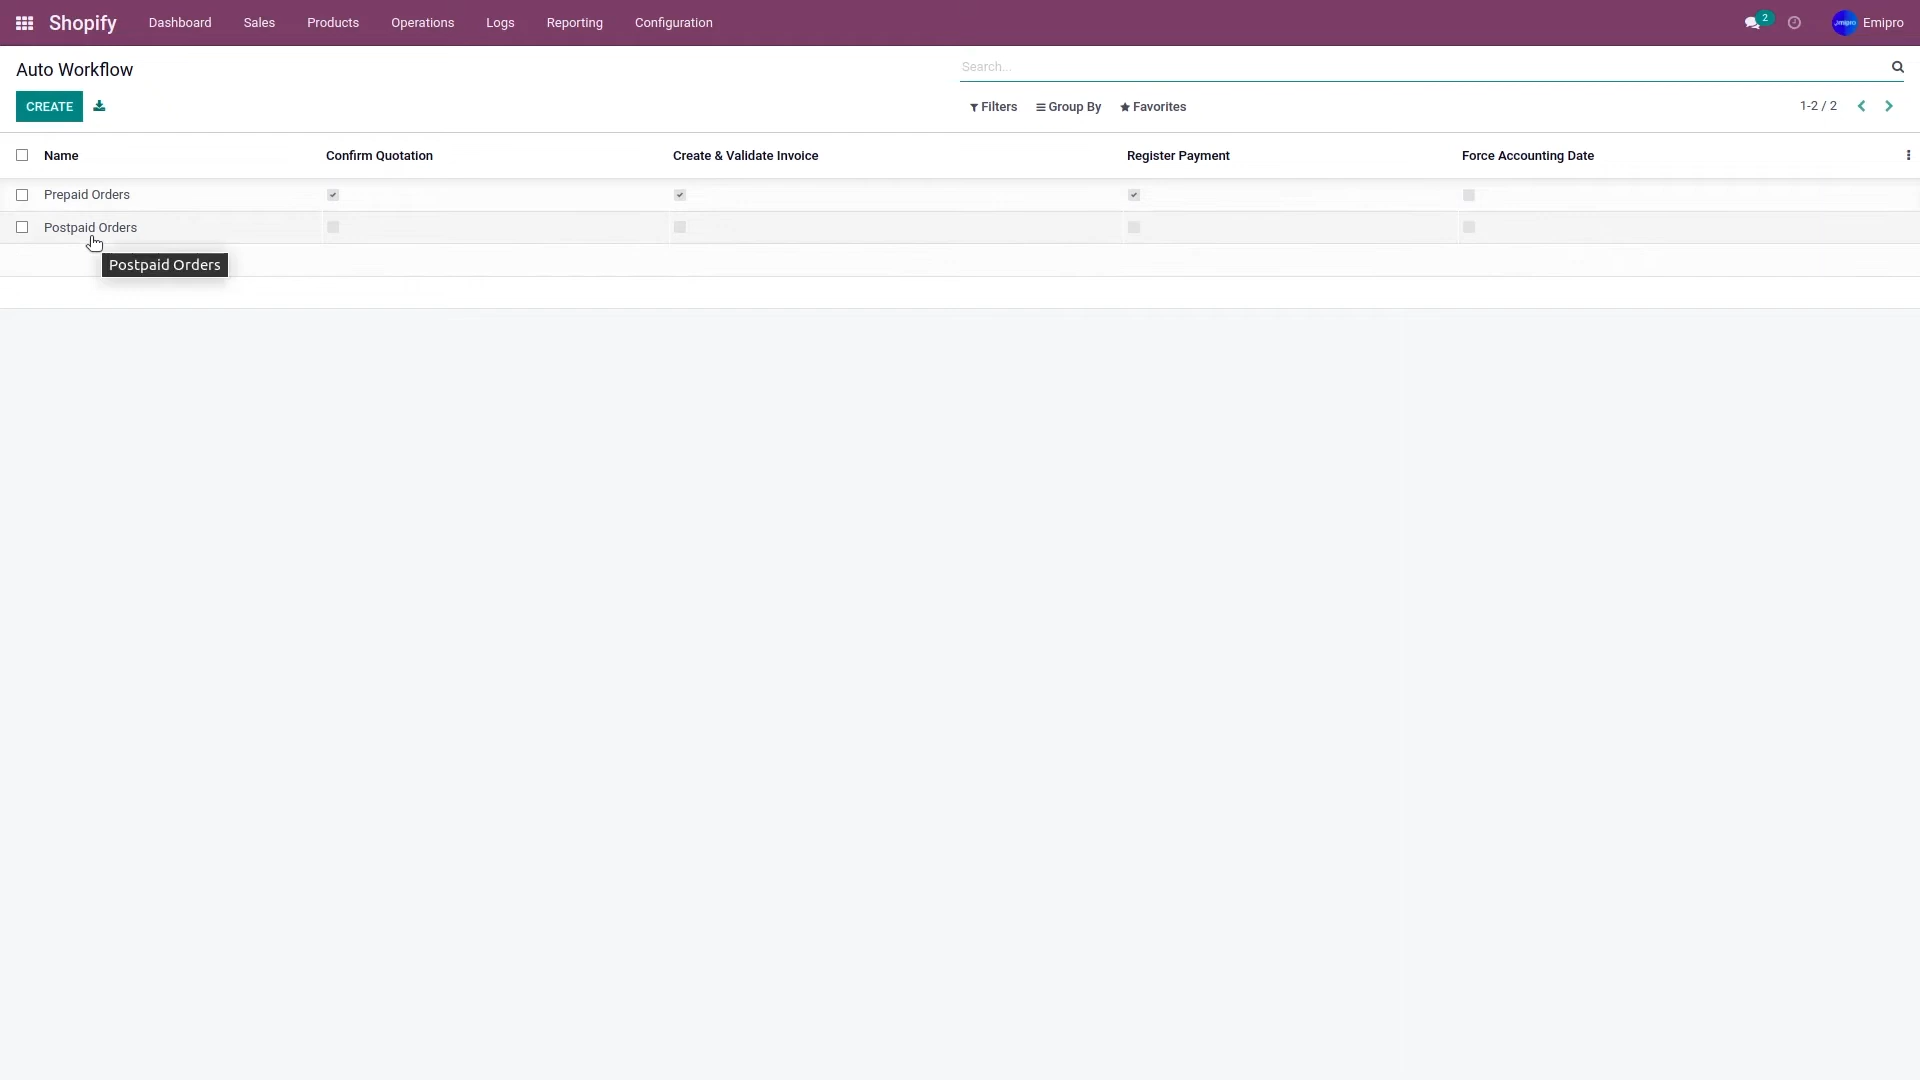 Shopify Dashboard Sales Products Operations Logs Reporting Configuration 2 Emipro
Auto Workflow Search...
CREATE Filters Group By Favorites 1-2 / 2
Name Confirm Quotation Create & Validate Invoice Register Payment Force Accounting Date
Prepaid Orders
Postpaid Orders
Postpaid Orders